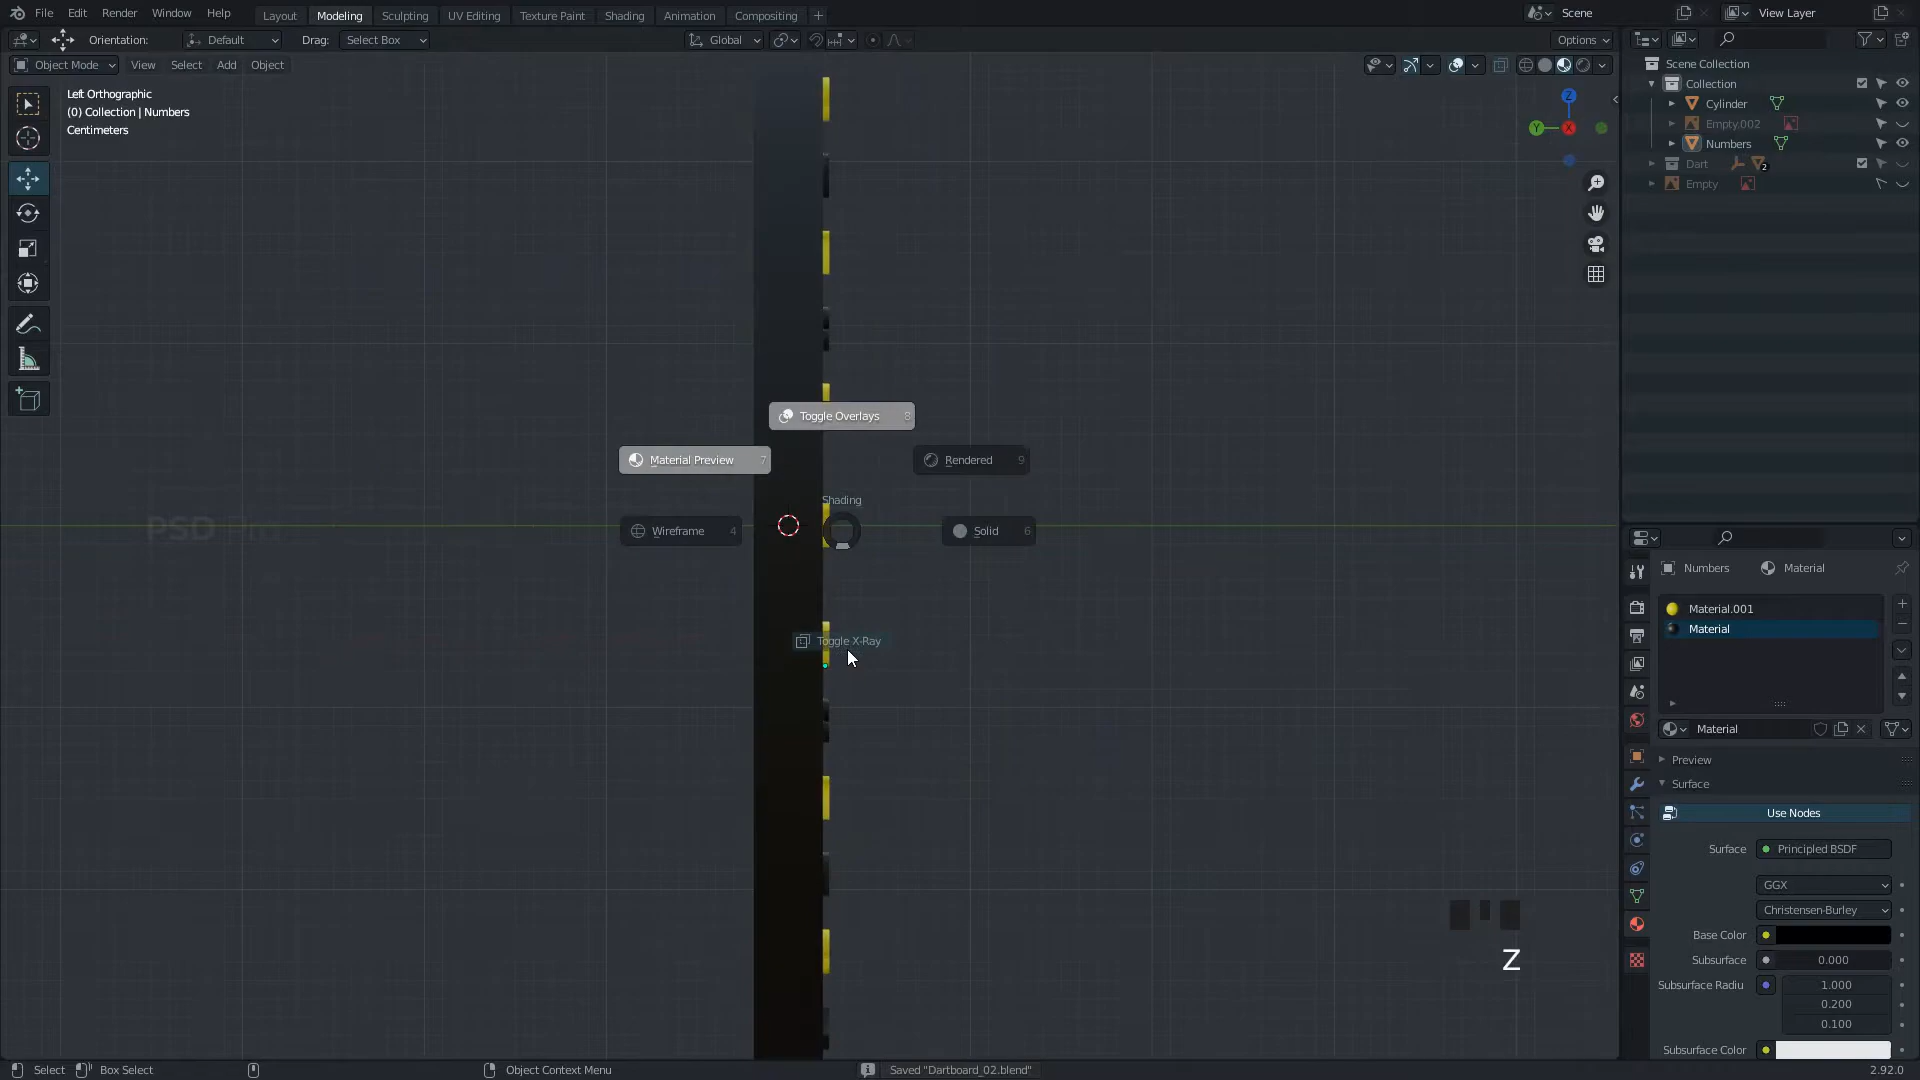 File Edit Render Window Help Layout Modeling Sculpting UV Editing Texture Paint Shading Animation Compositing + Scene View Layer
Orientation: Default Drag: Select Box Global Options
Object Mode View Select Add Object
Left Orthographic
(0) Collection | Numbers
Centimeters
Z
Y
X
Scene Collection
Collection
Cylinder
Empty.002
Numbers
Dart 2
Empty
Toggle Overlays 8
Material Preview 7
Rendered 9
Shading
PSD
Wireframe 4
Solid 6
Toggle X-Ray
Z
Numbers Material
Material.001
Material
Material
Preview
Surface
Use Nodes
Surface Principled BSDF
GGX
Christensen-Burley
Base Color
Subsurface 0.000
Subsurface Radiu 1.000
0.200
0.100
Subsurface Color
Select Box Select Object Context Menu Saved "Dartboard_02.blend" 2.92.0